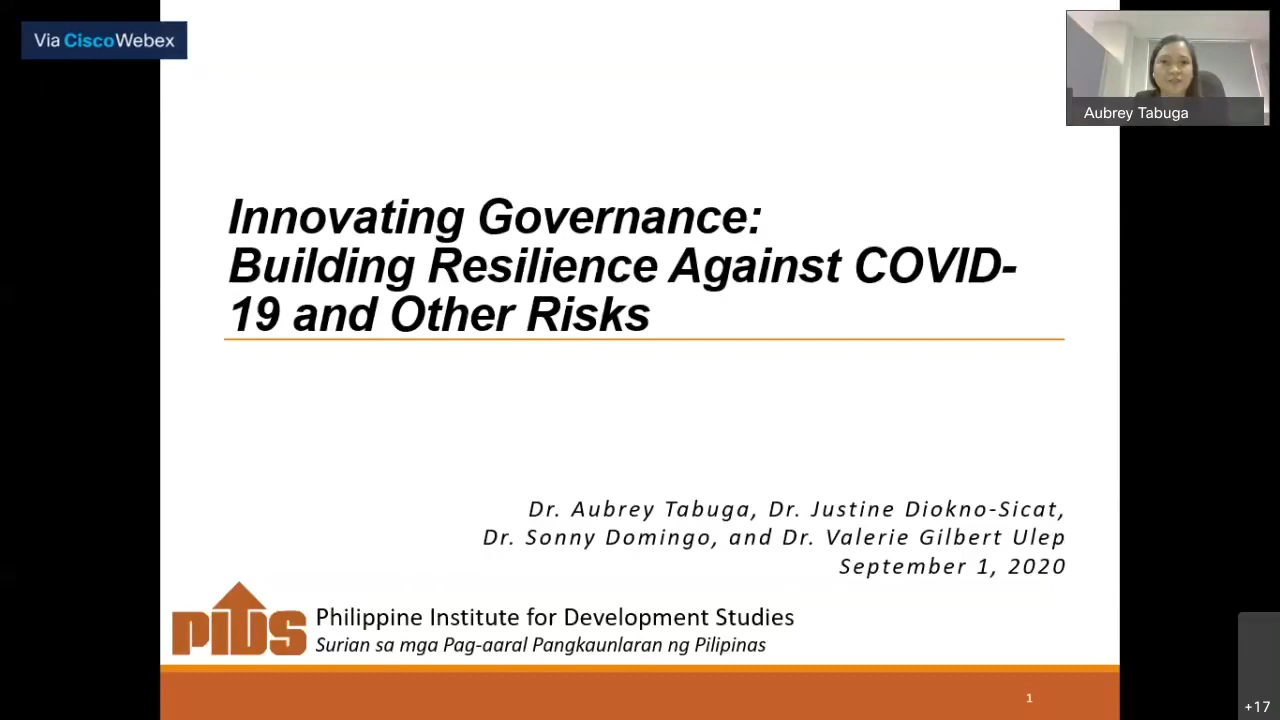 Via CiscoWebex
Aubrey Tabuga
Innovating Governance:
Building Resilience Against COVID-
19 and Other Risks
Dr. Aubrey Tabuga, Dr. Justine Diokno-Sicat,
Dr. Sonny Domingo, and Dr. Valerie Gilbert Ulep
September 1, 2020
PIDS
Philippine Institute for Development Studies
Surian sa mga Pag-aaral Pangkaunlaran ng Pilipinas
1
+17